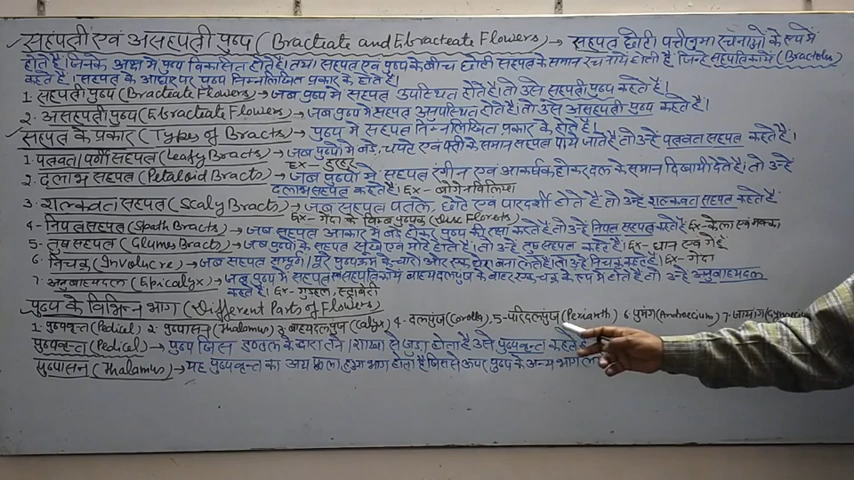 सहपत्री एवं असहपत्री पुष्प (Bracteate and Ebracteate Flowers) → सहपत्र छोटी पत्तीनुमा रचनाओं के रूप में
होते हैं। जिनके अक्ष में पुष्प विकसित होते हैं। तथा सहपत्र एवं पुष्प के बीच छोटी सहपत्र के समान रचनायें होती हैं जिन्हें सहपत्रिकायें (Bracteoles)
कहते हैं। सहपत्र के आधार पर पुष्प निम्नलिखित प्रकार के होते हैं।
1. सहपत्री पुष्प (Bracteate Flowers) → जब पुष्प में सहपत्र उपस्थित होते हैं। तो उसे सहपत्री पुष्प कहते हैं।
2. असहपत्री पुष्प (Ebracteate Flowers) → जब पुष्प में सहपत्र अनुपस्थित होते हैं। तो उसे असहपत्री पुष्प कहते हैं।
सहपत्र के प्रकार (Types of Bracts) → पुष्प में सहपत्र निम्नलिखित प्रकार के होते हैं।
1. पत्रवत/पर्णी सहपत्र (Leafy Bracts) → जब पुष्पों में बड़े, चपटे एवं पत्ती के समान सहपत्र पाये जाते हैं तो उन्हें पत्रवत सहपत्र कहते हैं।
Ex -
2. दलाभ सहपत्र (Petaloid Bracts) → जब पुष्पों में सहपत्र रंगीन एवं आकर्षक होकर दल के समान दिखायी देते हैं। तो उन्हें
दलाभ सहपत्र कहते हैं। Ex - बोगेनविलिया
3. शल्कवत सहपत्र (Scaly Bracts) → जब सहपत्र पतले, छोटे एवं पारदर्शी होते हैं तो उन्हें शल्कवत सहपत्र कहते हैं
Ex - गेंदा के बिम्ब पुष्पक (Disc Florets)
4- निपत्र सहपत्र (Spath Bracts) → जब सहपत्र आकार में बड़े होकर पुष्प की रक्षा करते हैं तो उन्हें निपत्र सहपत्र कहते हैं Ex - केला एवं मक्का
5- तुष सहपत्र (Glumes Bract) → जब पुष्पों के सहपत्र सूखे एवं मोटे होते हैं। तो उन्हें तुष सहपत्र कहते हैं। Ex - धान एवं गेहूं
6. निचक्र (Involucre) → जब सहपत्र सम्पूर्ण पुष्पक्रम के चारों ओर एक घेरा बना लेते हैं तो उन्हें निचक्र कहते हैं। Ex - गेंदा
7- अनुबाह्यदल (Epicalyx) → जब पुष्प में सहपत्रिकायें बाह्यदलपुंज के बाहर एक चक्र के रूप में होते हैं। तो उन्हें अनुबाह्यदल
कहते हैं। Ex - गुड़हल,
पुष्प के विभिन्न भाग (Different Parts of Flowers)
1- पुष्पवृन्त (Pedical) 2- पुष्पासन (Thalamus) 3- बाह्यदलपुंज (Calyx) 4- दलपुंज (Corolla), 5- परिदलपुंज (Perianth) 6 पुमंग (Androecium) 7- जायांग (Gynoecium
पुष्पवृन्त (Pedical) → पुष्प जिस डण्ठल के द्वारा तने/शाखा से जुड़ा होता है उसे पुष्पवृन्त कहते
पुष्पासन (Thalamus) → यह पुष्पवृन्त का अग्र फूला हुआ भाग होता है जिसके ऊपर पुष्प के अन्य भाग